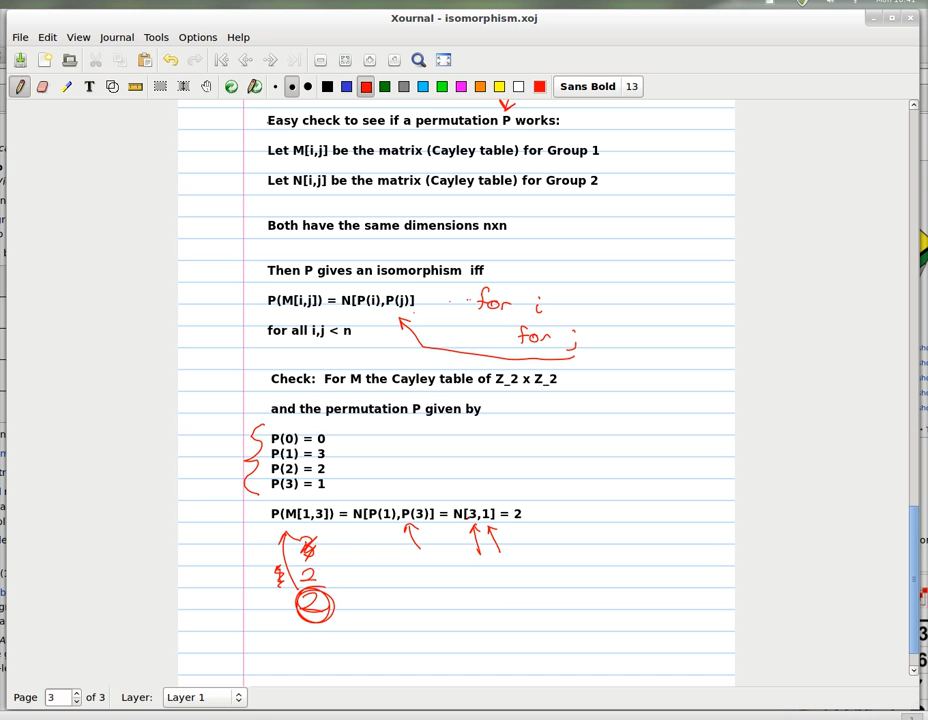 Xournal - isomorphism.xoj
File Edit View Journal Tools Options Help
Sans Bold 13
Easy check to see if a permutation P works:
Let M[i,j] be the matrix (Cayley table) for Group 1
Let N[i,j] be the matrix (Cayley table) for Group 2
Both have the same dimensions nxn
Then P gives an isomorphism iff
P(M[i,j]) = N[P(i),P(j)]
for i
for all i,j < n
for j
Check: For M the Cayley table of Z_2 x Z_2
and the permutation P given by
P(0) = 0
P(1) = 3
P(2) = 2
P(3) = 1
P(M[1,3]) = N[P(1),P(3)] = N[3,1] = 2
2
2
Page 3 of 3 Layer: Layer 1